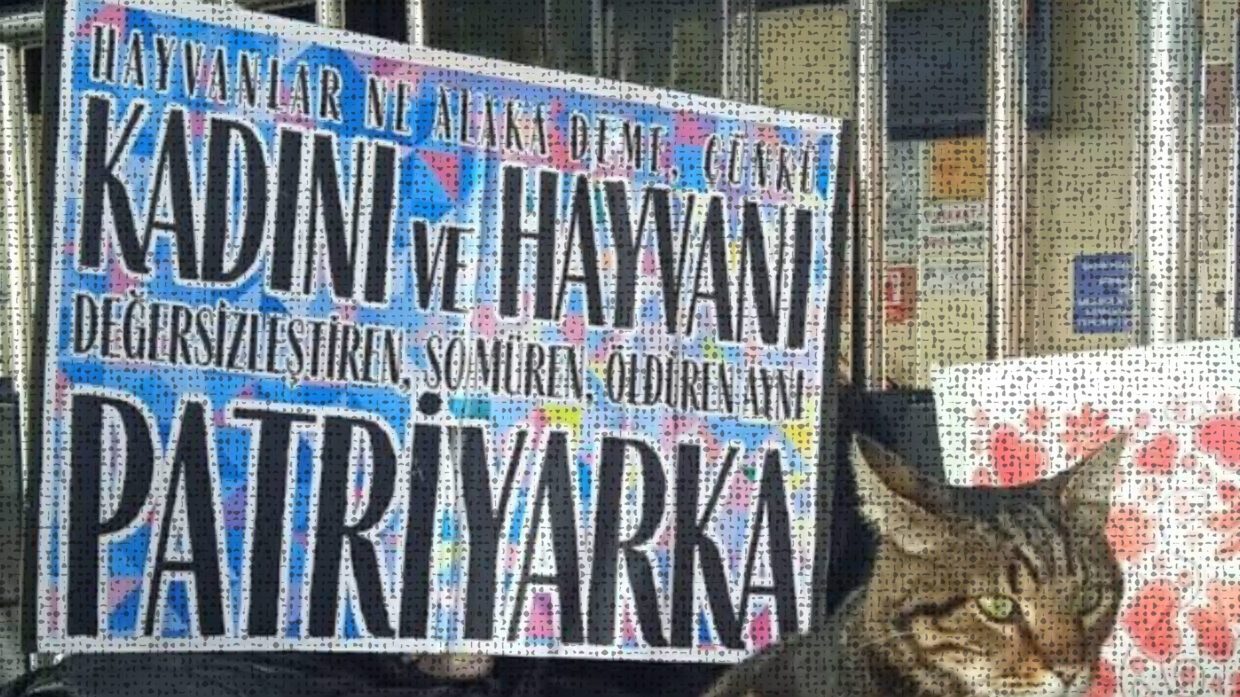 HAYVANLAR NE ALAKA DEME, ÇÜNKÜ
KADINI VE HAYVANI
DEĞERSİZLEŞTİREN, SÖMÜREN, ÖLDÜREN AYNI
PATRİYARKA